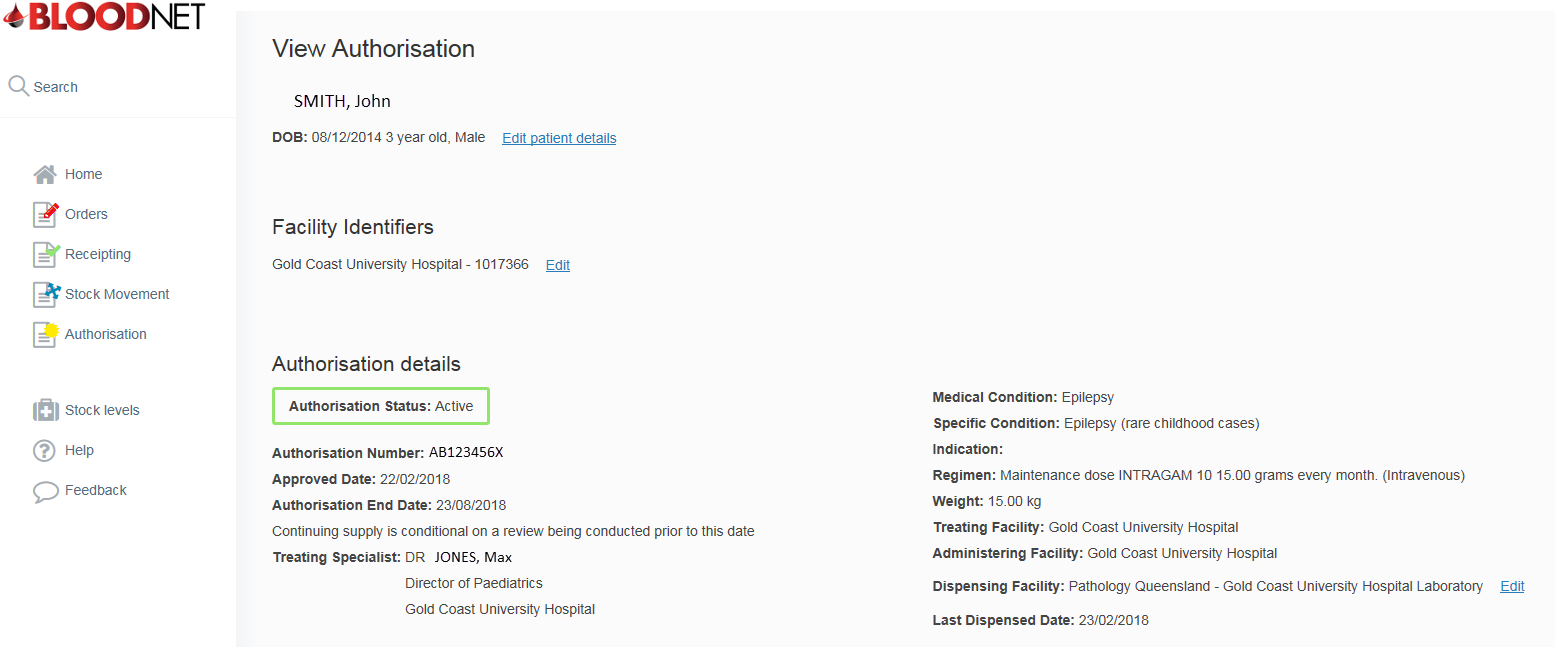 BLOODNET
Search
Home
Orders
Receipting
Stock Movement
Authorisation
Stock levels
Help
Feedback
View Authorisation
SMITH, John
DOB: 08/12/2014 3 year old, Male Edit patient details
Facility Identifiers
Gold Coast University Hospital - 1017366 Edit
Authorisation details
Authorisation Status: Active
Authorisation Number: AB123456X
Approved Date: 22/02/2018
Authorisation End Date: 23/08/2018
Continuing supply is conditional on a review being conducted prior to this date
Treating Specialist: DR JONES, Max
Director of Paediatrics
Gold Coast University Hospital
Medical Condition: Epilepsy
Specific Condition: Epilepsy (rare childhood cases)
Indication:
Regimen: Maintenance dose INTRAGAM 10 15.00 grams every month. (Intravenous)
Weight: 15.00 kg
Treating Facility: Gold Coast University Hospital
Administering Facility: Gold Coast University Hospital
Dispensing Facility: Pathology Queensland - Gold Coast University Hospital Laboratory Edit
Last Dispensed Date: 23/02/2018